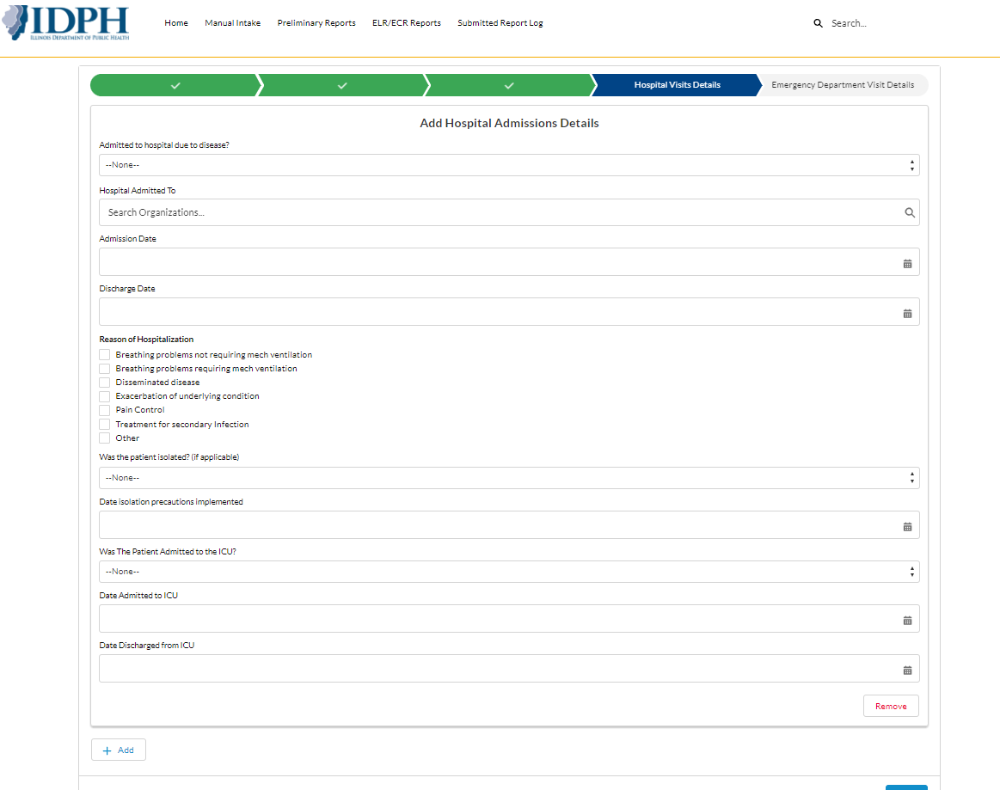 IDPH
ILLINOIS DEPARTMENT OF PUBLIC HEALTH
Home Manual Intake Preliminary Reports ELR/ECR Reports Submitted Report Log Search...
Hospital Visits Details Emergency Department Visit Details
Add Hospital Admissions Details
Admitted to hospital due to disease?
--None--
Hospital Admitted To
Search Organizations...
Admission Date
Discharge Date
Reason of Hospitalization
Breathing problems not requiring mech ventilation
Breathing problems requiring mech ventilation
Disseminated disease
Exacerbation of underlying condition
Pain Control
Treatment for secondary Infection
Other
Was the patient isolated? (if applicable)
--None--
Date isolation precautions implemented
Was The Patient Admitted to the ICU?
--None--
Date Admitted to ICU
Date Discharged from ICU
Remove
+ Add